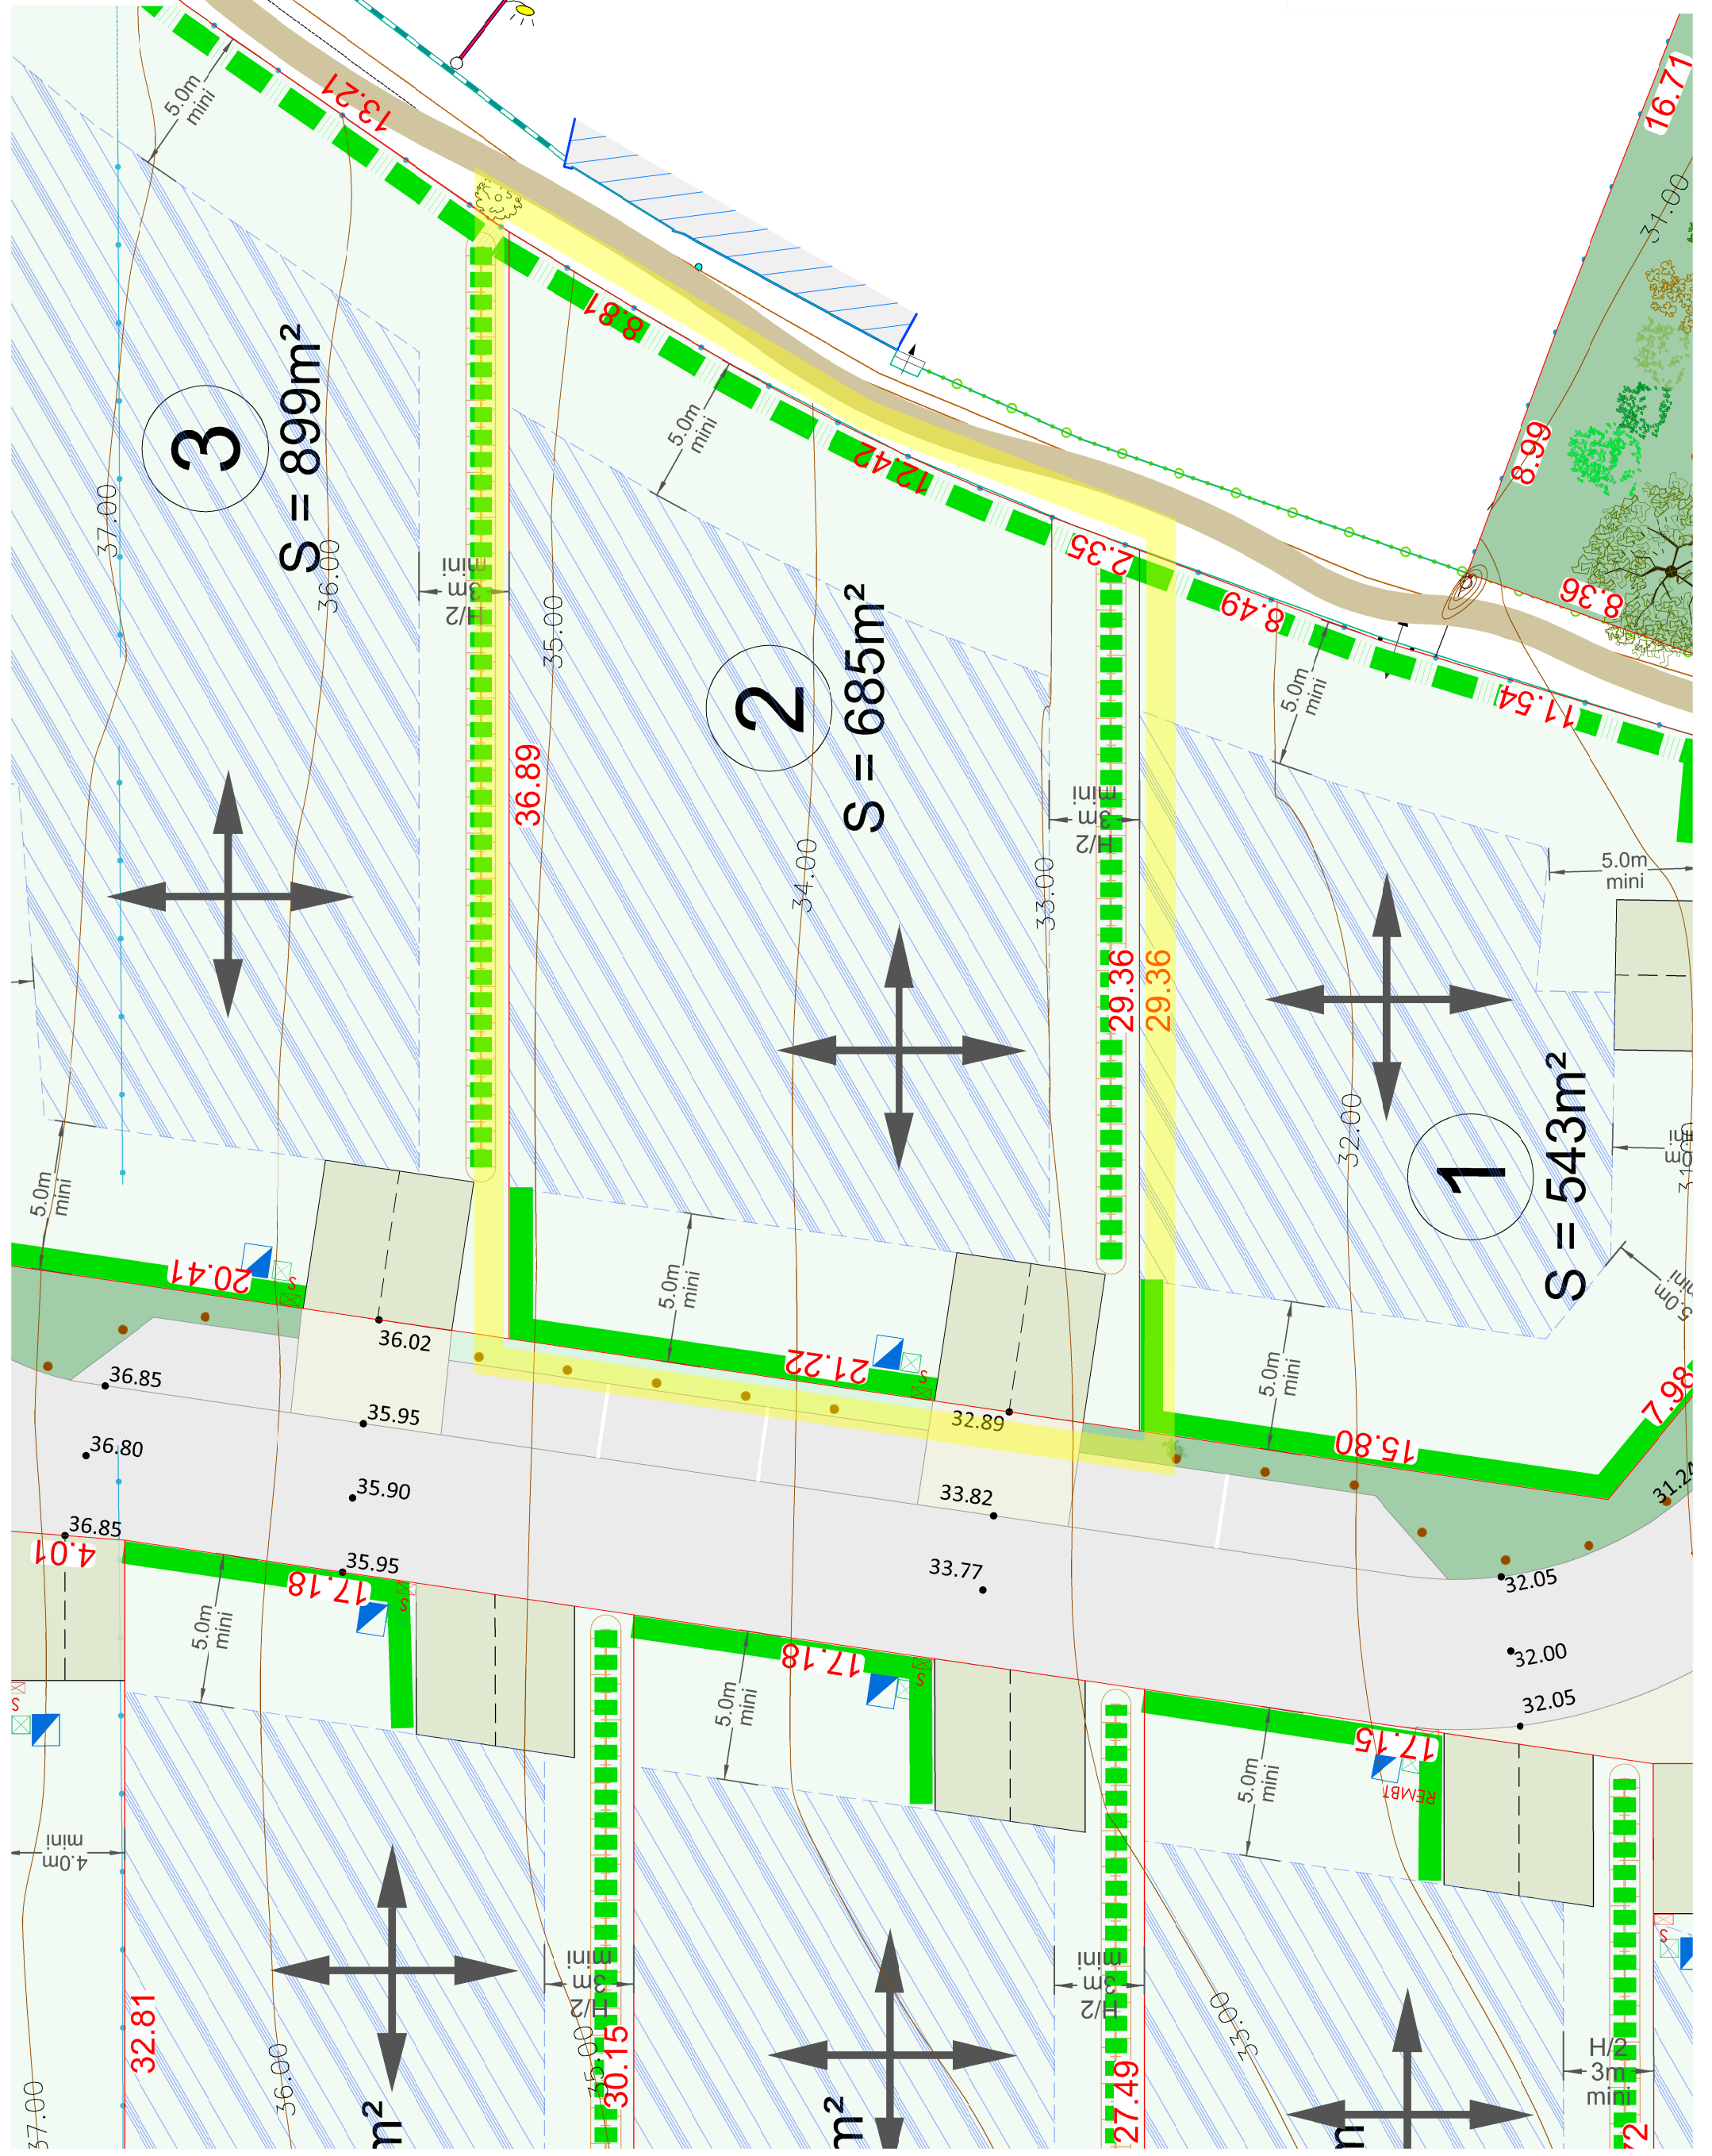 16.71
5.0m
mini
13.21
31.00
8.81
3
S = 899m²
5.0m
mini
12.42
8.99
37.00
36.00
H/2
3m
mini
2.35
8.49
8.36
35.00
2
S = 685m²
5.0m
mini
11.54
36.89
H/2
3m
mini
34.00
33.00
5.0m
mini
29.36
29.36
32.00
1
S = 543m²
5.0m
mini
20.41
S
36.02
5.0m
mini
21.22
S
5.0m
mini
5.0m
mini
7.98
36.85
35.95
32.89
15.80
36.80
35.90
33.82
31.24
36.85
4.01
35.95
17.18
S
33.77
32.05
5.0m
mini
17.18
S
32.00
32.05
S
5.0m
mini
17.15
5.0m
mini
REMBT
4.0m
mini
S
H/2
3m
mini
H/2
3m
mini
32.81
36.00
35.00
30.15
33.00
H/2
3m
mini
37.00
m²
m²
27.49
m
72